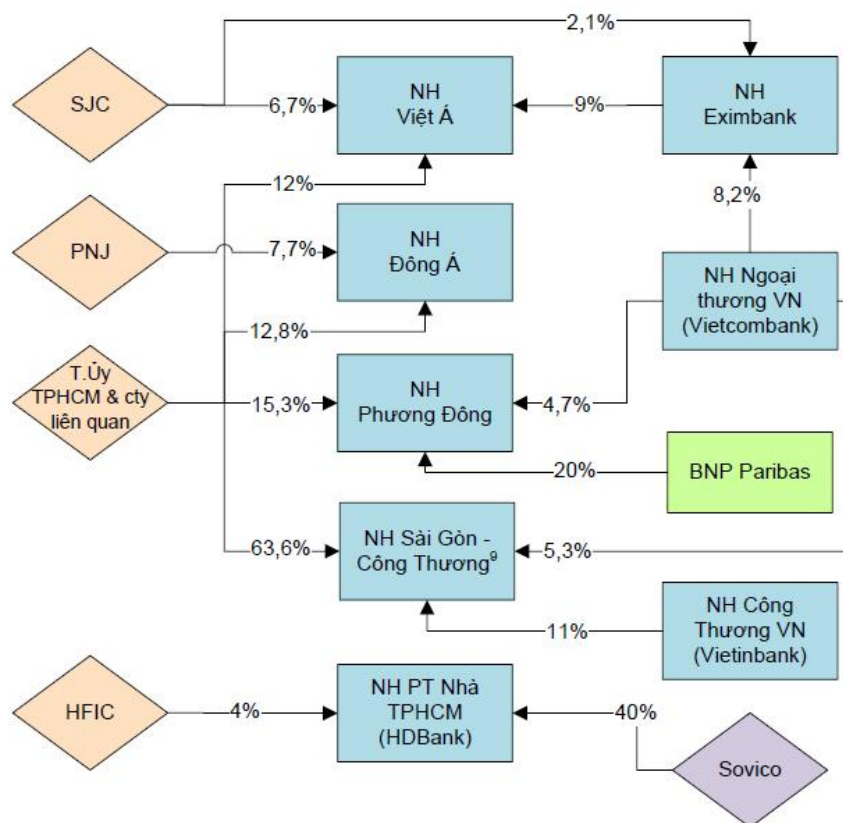 2,1%
SJC
6,7%
NH
Việt Á
9%
NH
Eximbank
12%
8,2%
PNJ
7,7%
NH
Đông Á
NH Ngoại
thương VN
(Vietcombank)
12,8%
T.Ủy
TPHCM & cty
liên quan
15,3%
NH
Phương Đông
4,7%
20%
BNP Paribas
63,6%
NH Sài Gòn -
Công Thương⁹
5,3%
11%
NH Công
Thương VN
(Vietinbank)
HFIC
4%
NH PT Nhà
TPHCM
(HDBank)
40%
Sovico